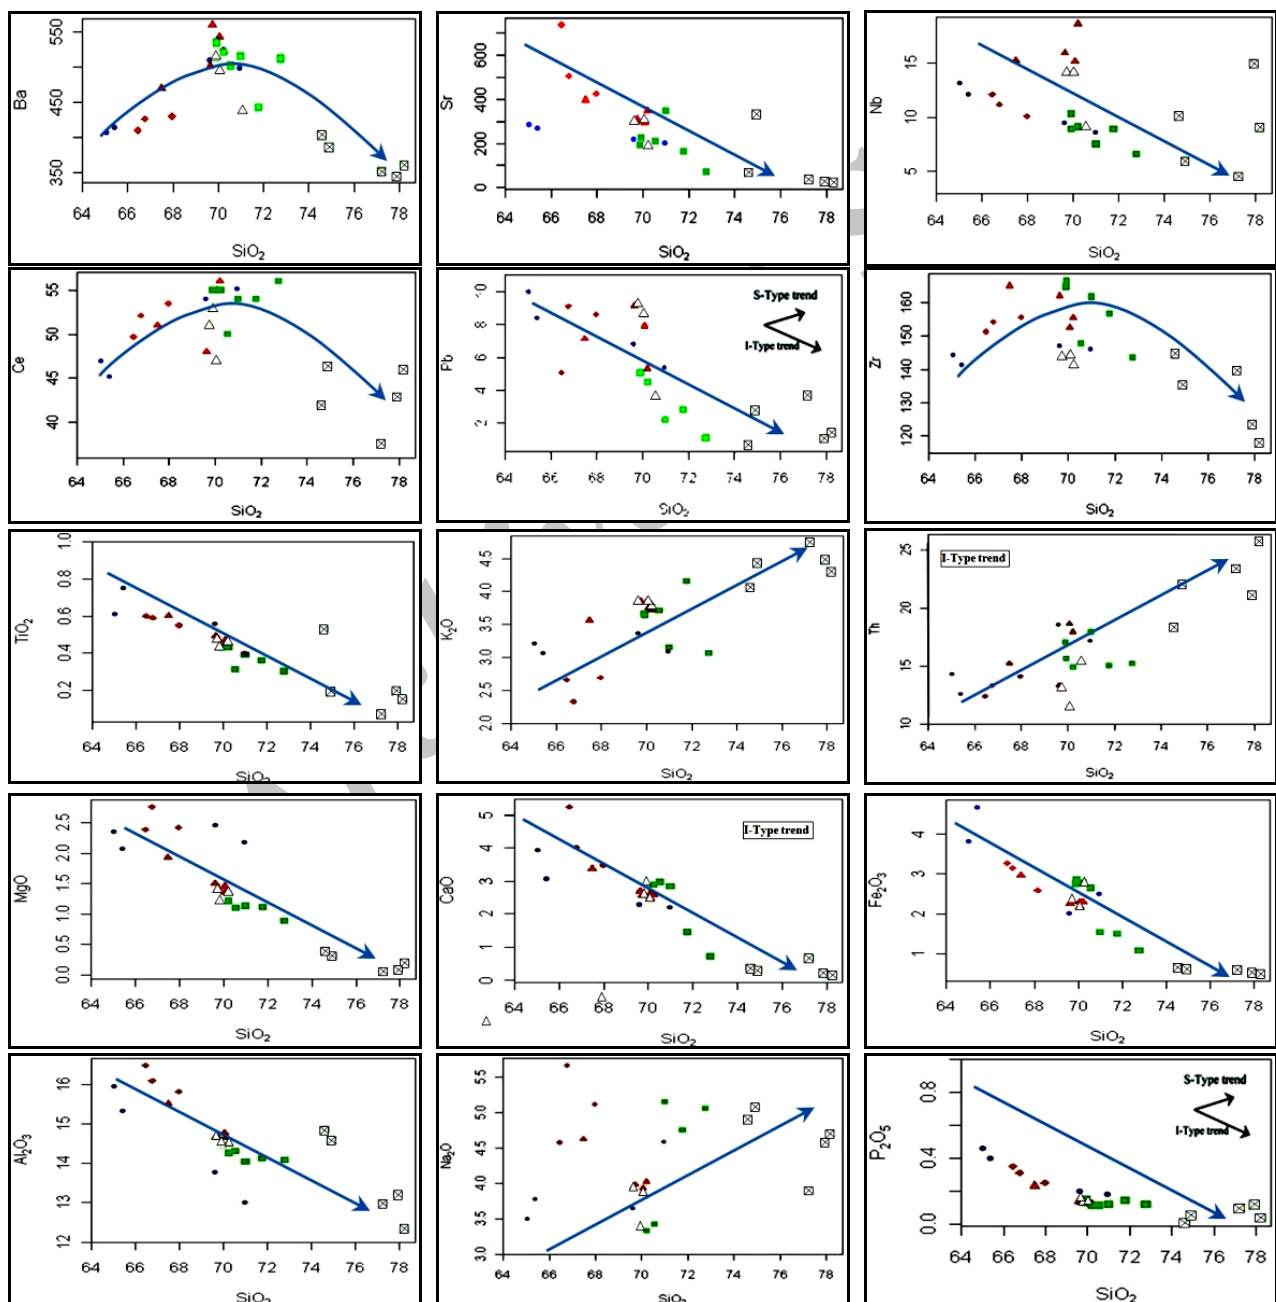 Ba
550
450
350
64 66 68 70 72 74 76 78
SiO₂
Sr
600
400
200
0
64 66 68 70 72 74 76 78
SiO₂
Nb
15
10
5
64 66 68 70 72 74 76 78
SiO₂
Ce
55
50
45
40
64 66 68 70 72 74 76 78
SiO₂
Pb
8
6
4
2
S-Type trend
I-Type trend
64 66 68 70 72 74 76 78
SiO₂
Zr
160
150
140
130
120
64 66 68 70 72 74 76 78
SiO₂
TiO₂
1.0
0.8
0.6
0.4
0.2
64 66 68 70 72 74 76 78
SiO₂
K₂O
4.5
4.0
3.5
3.0
2.5
2.0
64 66 68 70 72 74 76 78
SiO₂
Th
25
20
15
10
I-Type trend
64 66 68 70 72 74 76 78
SiO₂
MgO
2.5
2.0
1.5
1.0
0.5
0.0
64 66 68 70 72 74 76 78
SiO₂
CaO
5
4
3
2
1
0
I-Type trend
64 66 68 70 72 74 76 78
SiO₂
Fe₂O₃
4
3
2
1
64 66 68 70 72 74 76 78
SiO₂
Al₂O₃
16
15
14
13
12
64 66 68 70 72 74 76 78
SiO₂
Na₂O
5.5
5.0
4.5
4.0
3.5
3.0
64 66 68 70 72 74 76 78
SiO₂
P₂O₅
0.8
0.4
0.0
S-Type trend
I-Type trend
64 66 68 70 72 74 76 78
SiO₂